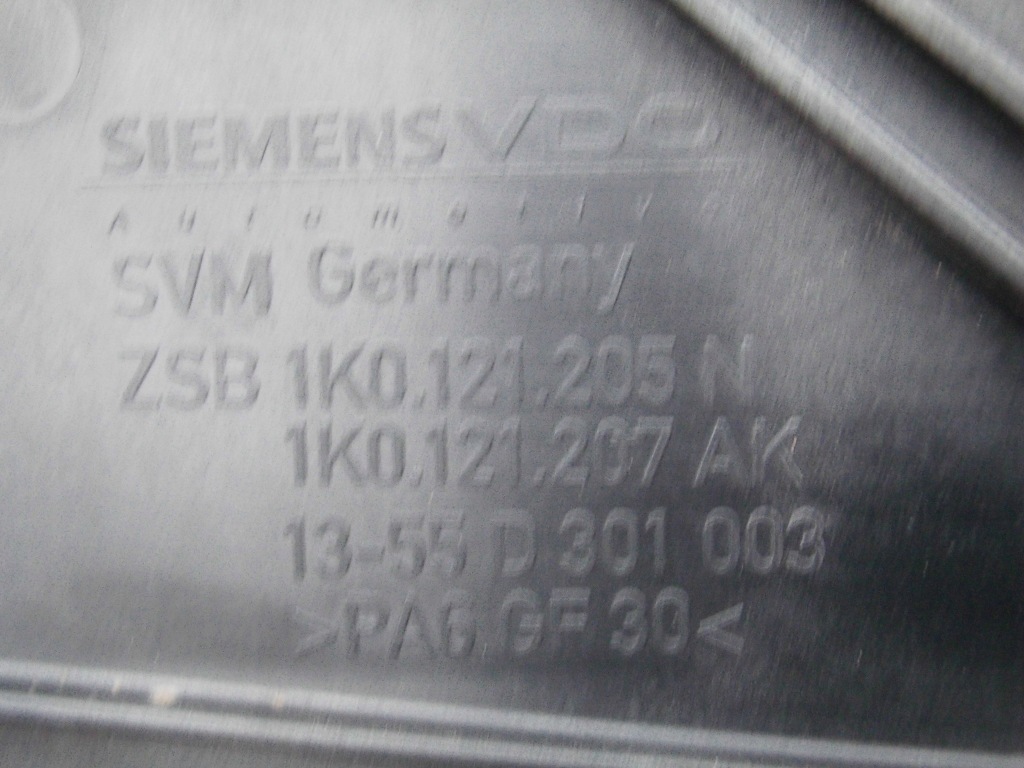 SIEMENS VDO
Automotive
SVM Germany
ZSB 1K0.121.205 N
1K0.121.207 AK
13-55 D 301 003
>PA6 GF 30<